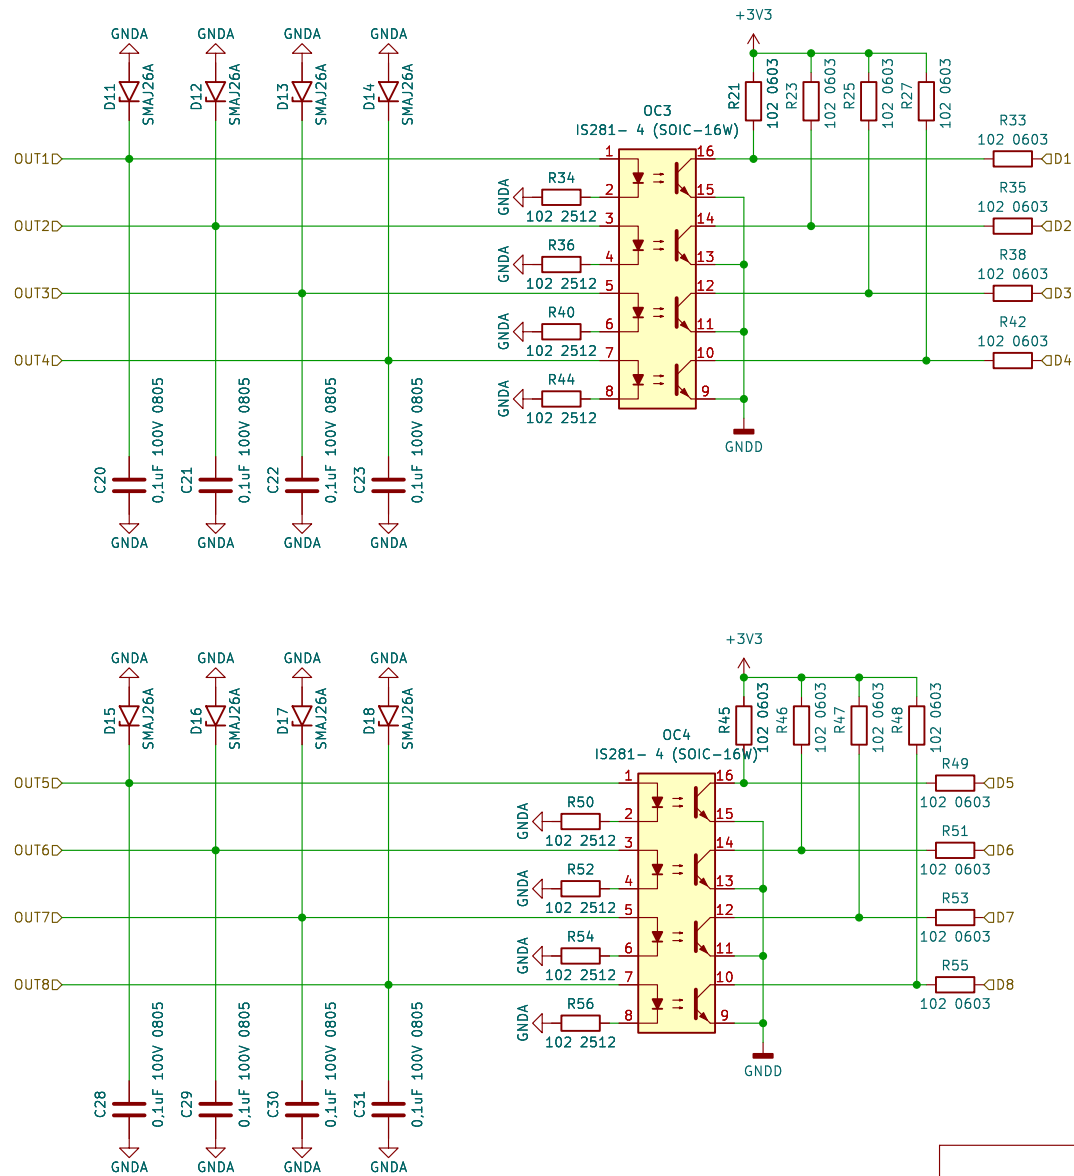 +3V3
GNDA GNDA GNDA GNDA
D11 SMAJ26A D12 SMAJ26A D13 SMAJ26A D14 SMAJ26A
R21 102 0603 R23 102 0603 R25 102 0603 R27 102 0603
OC3
IS281- 4 (SOIC-16W)
R33
102 0603
OUT1 1 16 D1
R34
GNDA 2 15
102 2512
R35
102 0603
OUT2 3 14 D2
R36
GNDA 4 13
102 2512
R38
102 0603
OUT3 5 12 D3
R40
GNDA 6 11
102 2512
R42
102 0603
OUT4 7 10 D4
R44
GNDA 8 9
102 2512
GNDD
C20 0,1uF 100V 0805 C21 0,1uF 100V 0805 C22 0,1uF 100V 0805 C23 0,1uF 100V 0805
GNDA GNDA GNDA GNDA
+3V3
GNDA GNDA GNDA GNDA
D15 SMAJ26A D16 SMAJ26A D17 SMAJ26A D18 SMAJ26A
R45 102 0603 R46 102 0603 R47 102 0603 R48 102 0603
OC4
IS281- 4 (SOIC-16W)
R49
OUT5 1 16 D5
102 0603
R50
GNDA 2 15
102 2512
R51
OUT6 3 14 D6
102 0603
R52
GNDA 4 13
102 2512
R53
OUT7 5 12 D7
102 0603
R54
GNDA 6 11
102 2512
R55
OUT8 7 10 D8
102 0603
R56
GNDA 8 9
102 2512
GNDD
C28 0,1uF 100V 0805 C29 0,1uF 100V 0805 C30 0,1uF 100V 0805 C31 0,1uF 100V 0805
GNDA GNDA GNDA GNDA